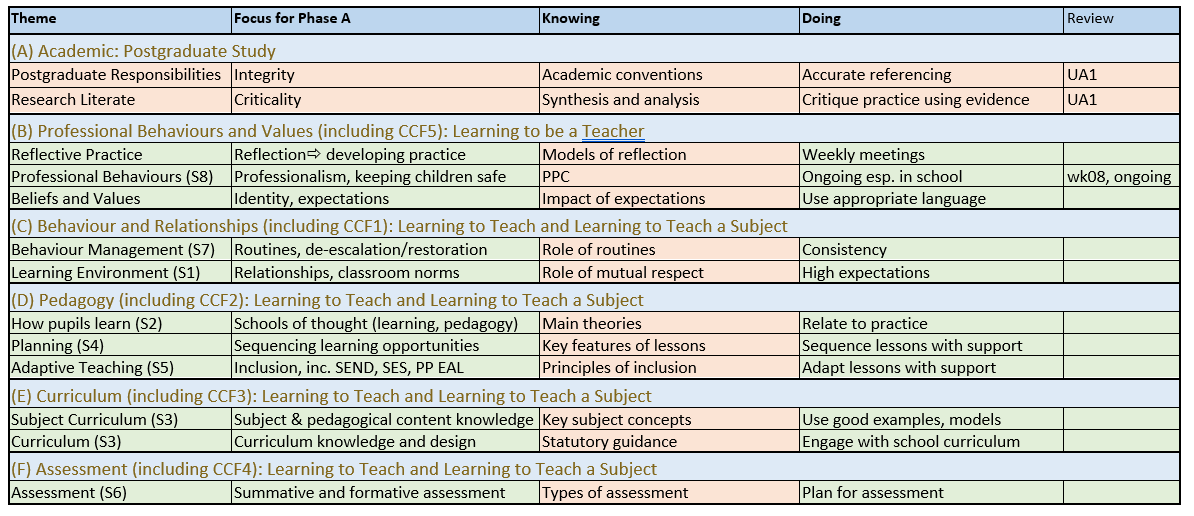 Theme Focus for Phase A Knowing Doing Review
(A) Academic: Postgraduate Study
Postgraduate Responsibilities Integrity Academic conventions Accurate referencing UA1
Research Literate Criticality Synthesis and analysis Critique practice using evidence UA1
(B) Professional Behaviours and Values (including CCF5): Learning to be a Teacher
Reflective Practice Reflection⇨ developing practice Models of reflection Weekly meetings
Professional Behaviours (S8) Professionalism, keeping children safe PPC Ongoing esp. in school wk08, ongoing
Beliefs and Values Identity, expectations Impact of expectations Use appropriate language
(C) Behaviour and Relationships (including CCF1): Learning to Teach and Learning to Teach a Subject
Behaviour Management (S7) Routines, de-escalation/restoration Role of routines Consistency
Learning Environment (S1) Relationships, classroom norms Role of mutual respect High expectations
(D) Pedagogy (including CCF2): Learning to Teach and Learning to Teach a Subject
How pupils learn (S2) Schools of thought (learning, pedagogy) Main theories Relate to practice
Planning (S4) Sequencing learning opportunities Key features of lessons Sequence lessons with support
Adaptive Teaching (S5) Inclusion, inc. SEND, SES, PP EAL Principles of inclusion Adapt lessons with support
(E) Curriculum (including CCF3): Learning to Teach and Learning to Teach a Subject
Subject Curriculum (S3) Subject & pedagogical content knowledge Key subject concepts Use good examples, models
Curriculum (S3) Curriculum knowledge and design Statutory guidance Engage with school curriculum
(F) Assessment (including CCF4): Learning to Teach and Learning to Teach a Subject
Assessment (S6) Summative and formative assessment Types of assessment Plan for assessment